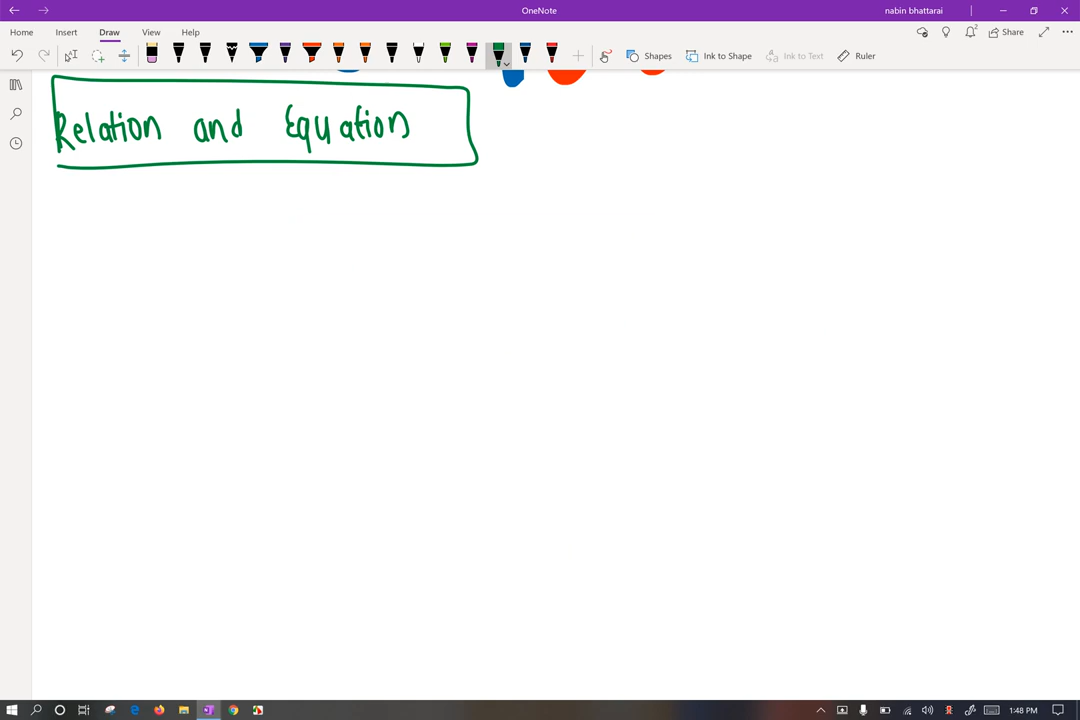 OneNote
nabin bhattarai
Home Insert Draw View Help
Share
Shapes Ink to Shape Ink to Text Ruler
Relation and Equation
1:48 PM